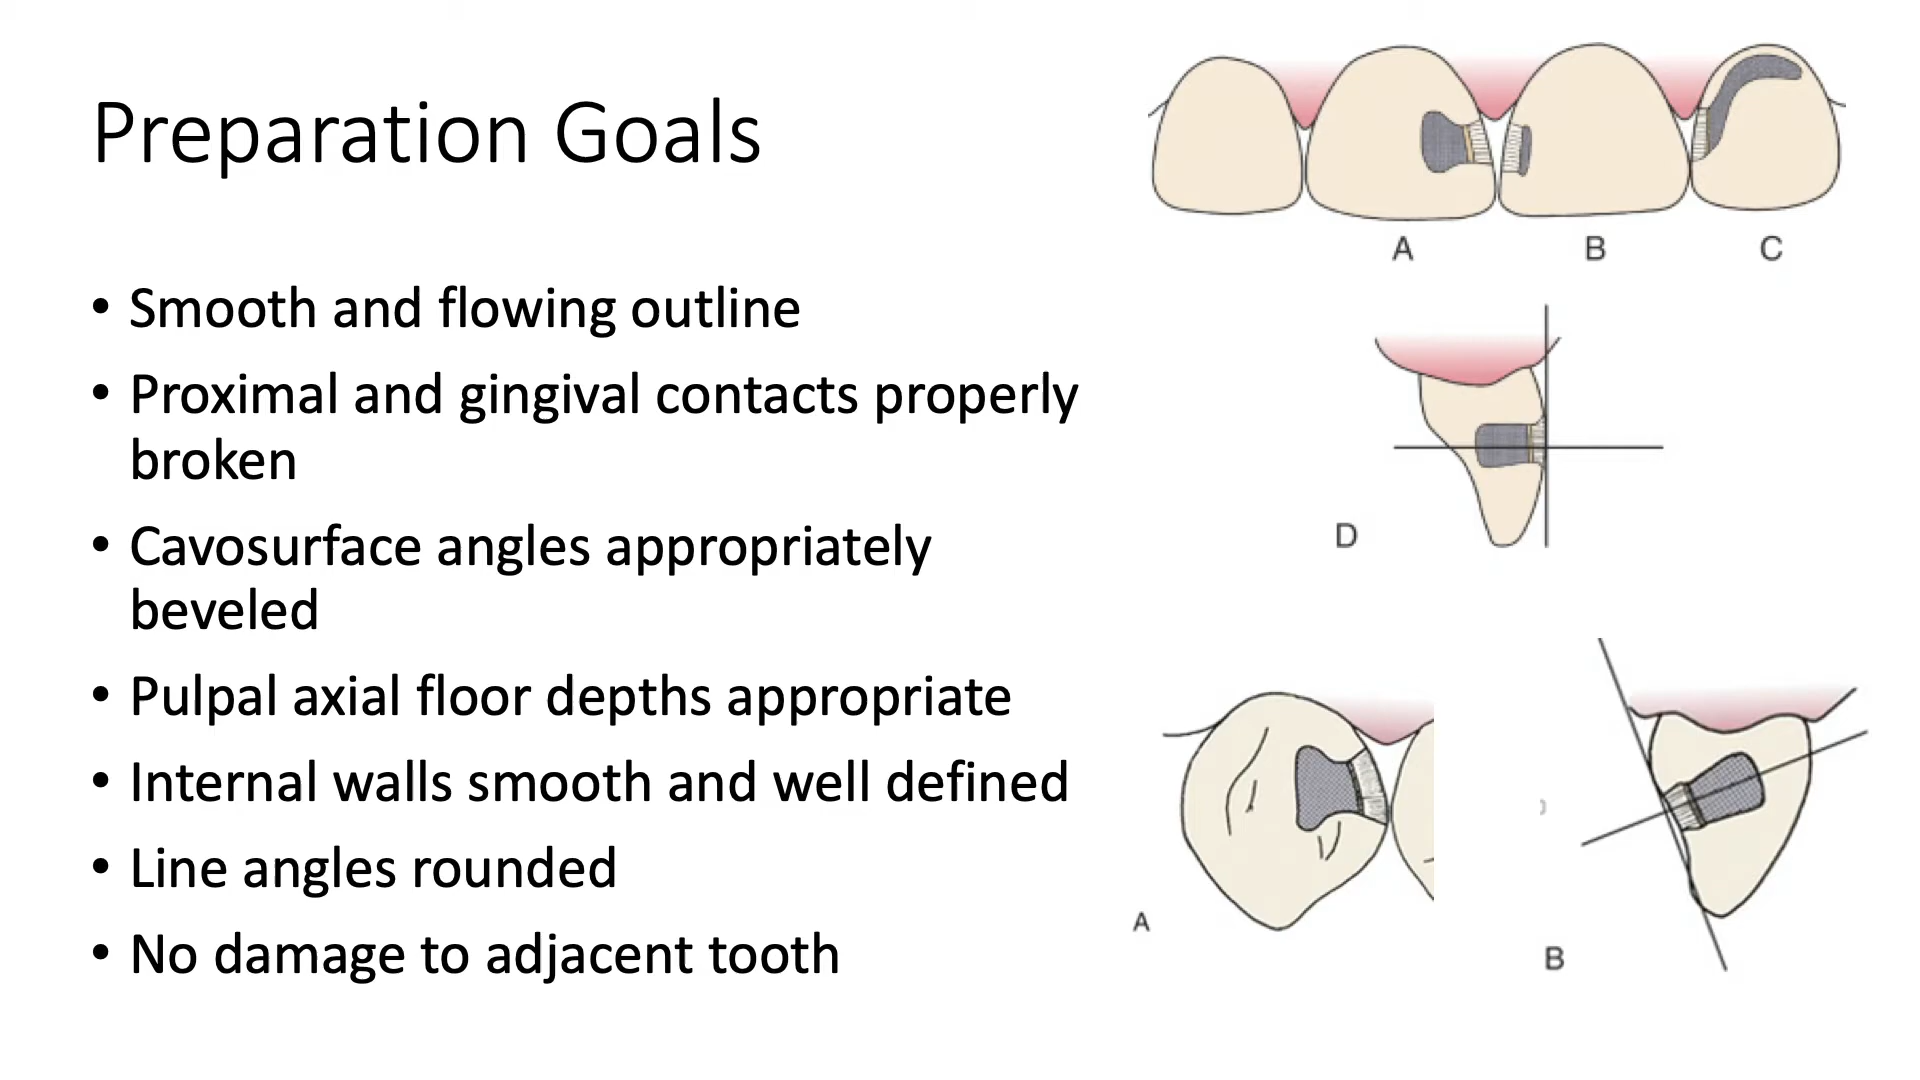 Preparation Goals
• Smooth and flowing outline
• Proximal and gingival contacts properly
broken
• Cavosurface angles appropriately
beveled
• Pulpal axial floor depths appropriate
• Internal walls smooth and well defined
• Line angles rounded
• No damage to adjacent tooth
A B C
D
A
B